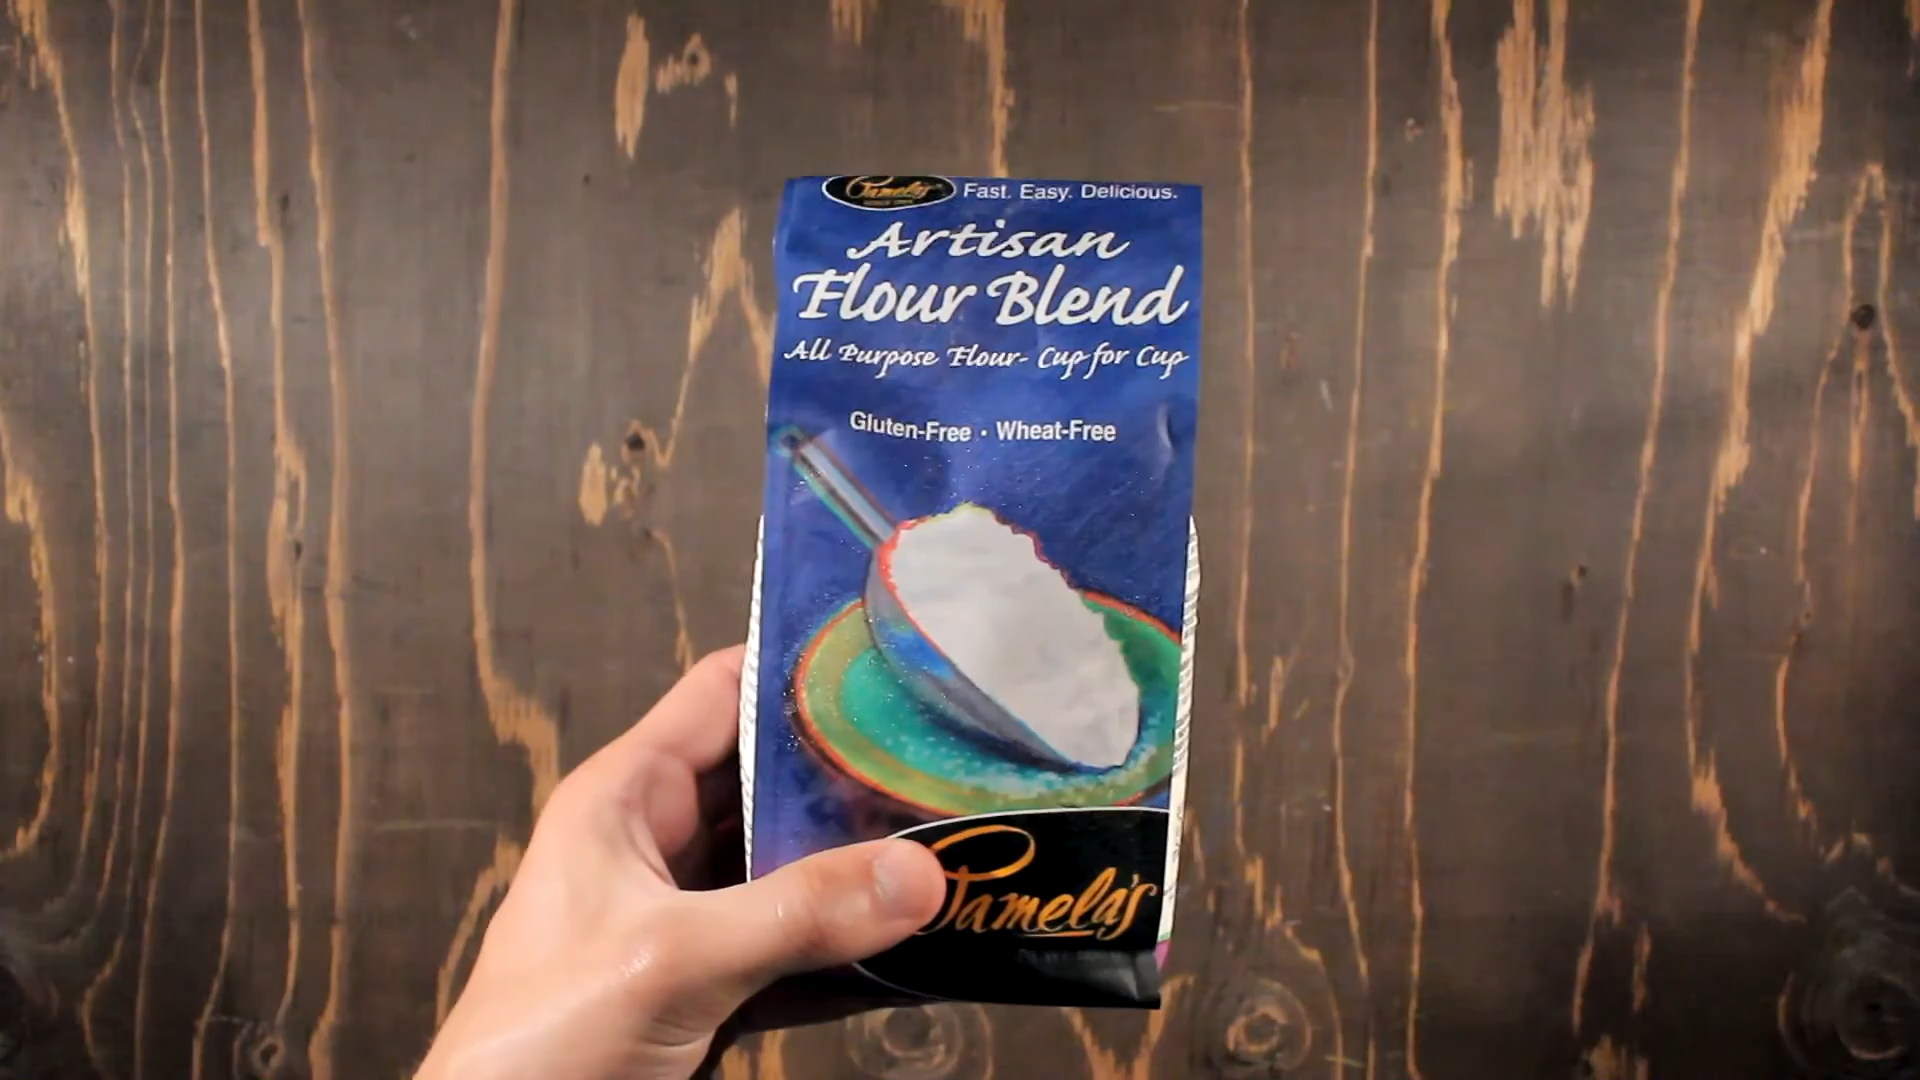 Pamela's Fast. Easy. Delicious.
Artisan
Flour Blend
All Purpose Flour- Cup for Cup
Gluten-Free · Wheat-Free
Pamela's